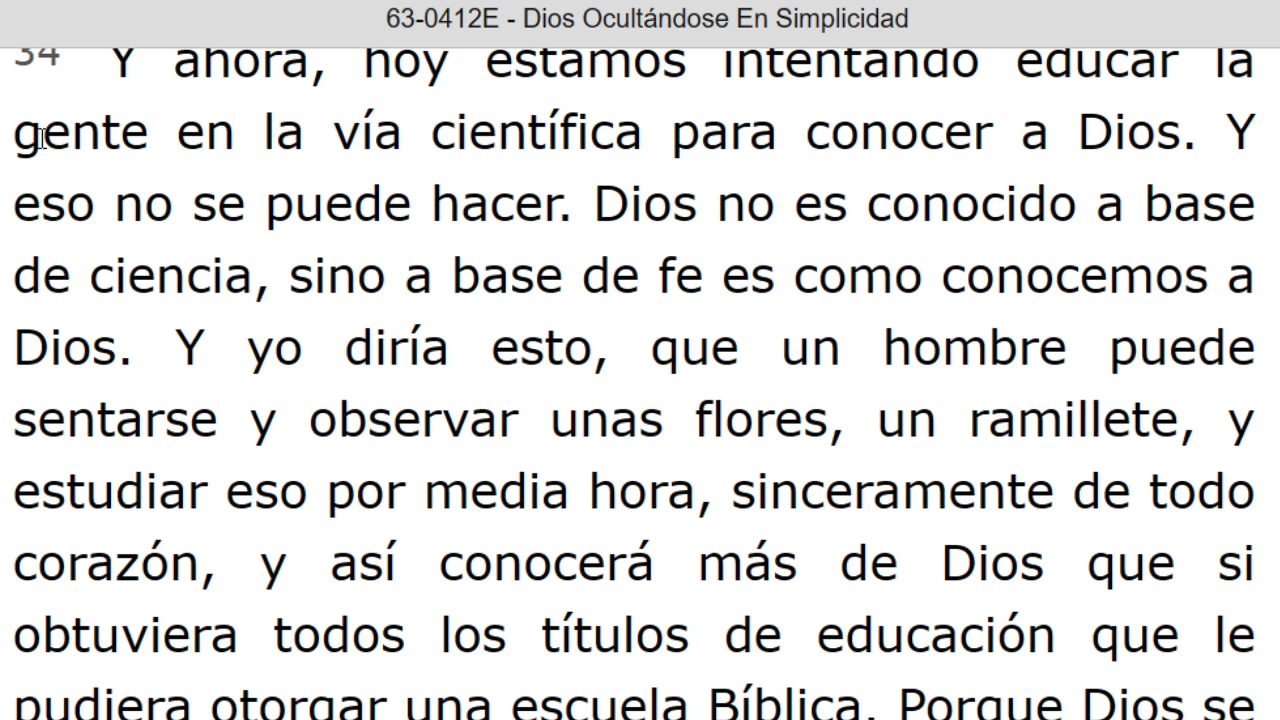 63-0412E - Dios Ocultándose En Simplicidad
34 Y ahora, hoy estamos intentando educar la
gente en la vía científica para conocer a Dios. Y
eso no se puede hacer. Dios no es conocido a base
de ciencia, sino a base de fe es como conocemos a
Dios. Y yo diría esto, que un hombre puede
sentarse y observar unas flores, un ramillete, y
estudiar eso por media hora, sinceramente de todo
corazón, y así conocerá más de Dios que si
obtuviera todos los títulos de educación que le
pudiera otorgar una escuela Bíblica. Porque Dios se